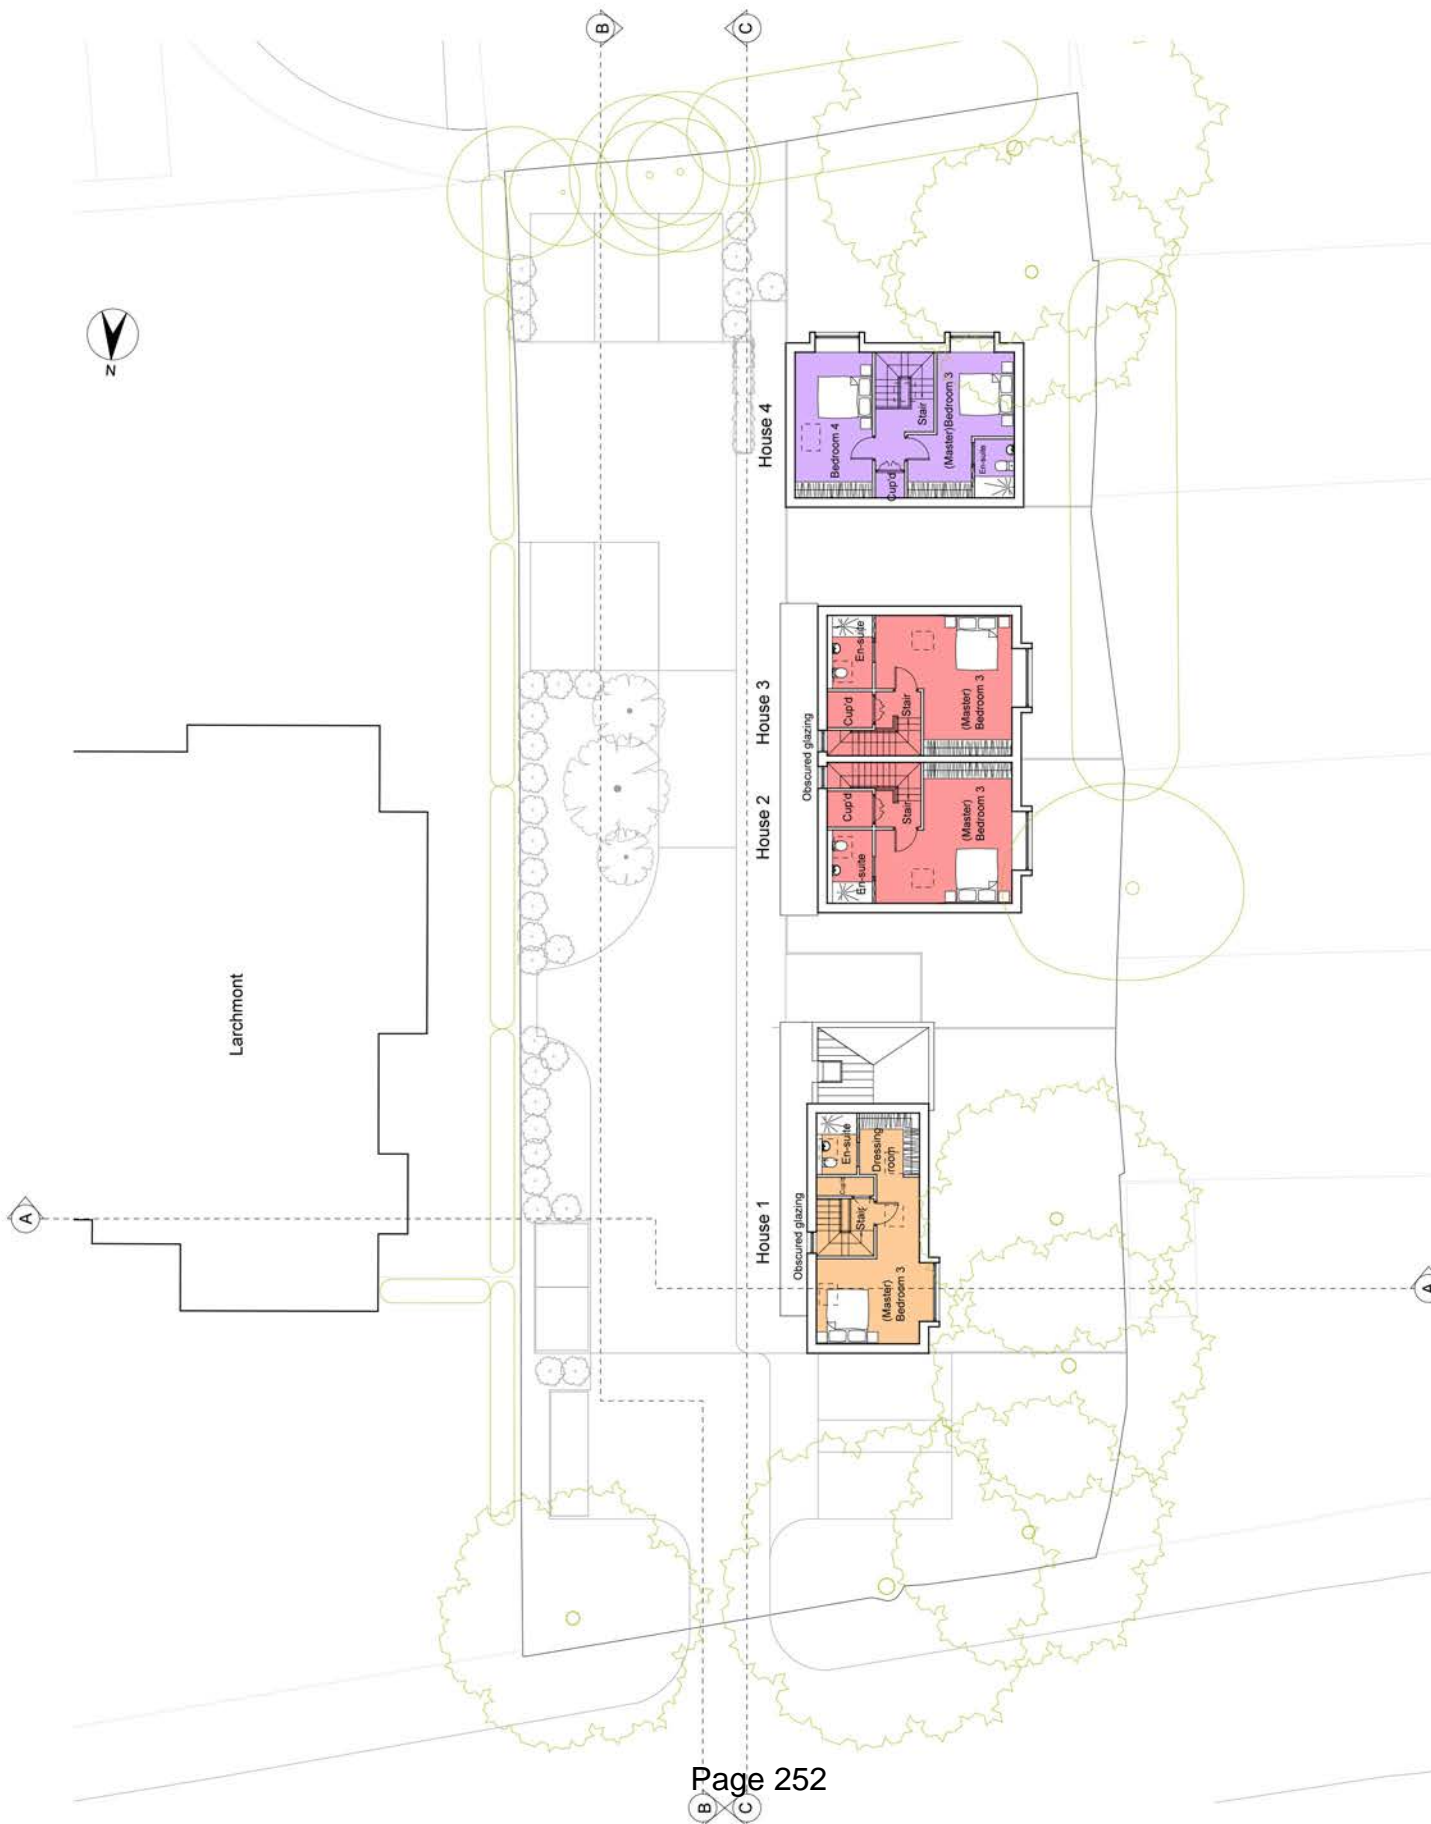 B
C
N
House 4
Bedroom 4
Stair
(Master)Bedroom 3
Cup'd
En-suite
House 3
Obscured glazing
En-suite
Cup'd
Stair
(Master)
Bedroom 3
House 2
Cup'd
Stair
En-suite
(Master)
Bedroom 3
Larchmont
House 1
Obscured glazing
En-suite
Dressing
room
Cup'd
Stair
(Master)
Bedroom 3
A
A
Page 252
B
C